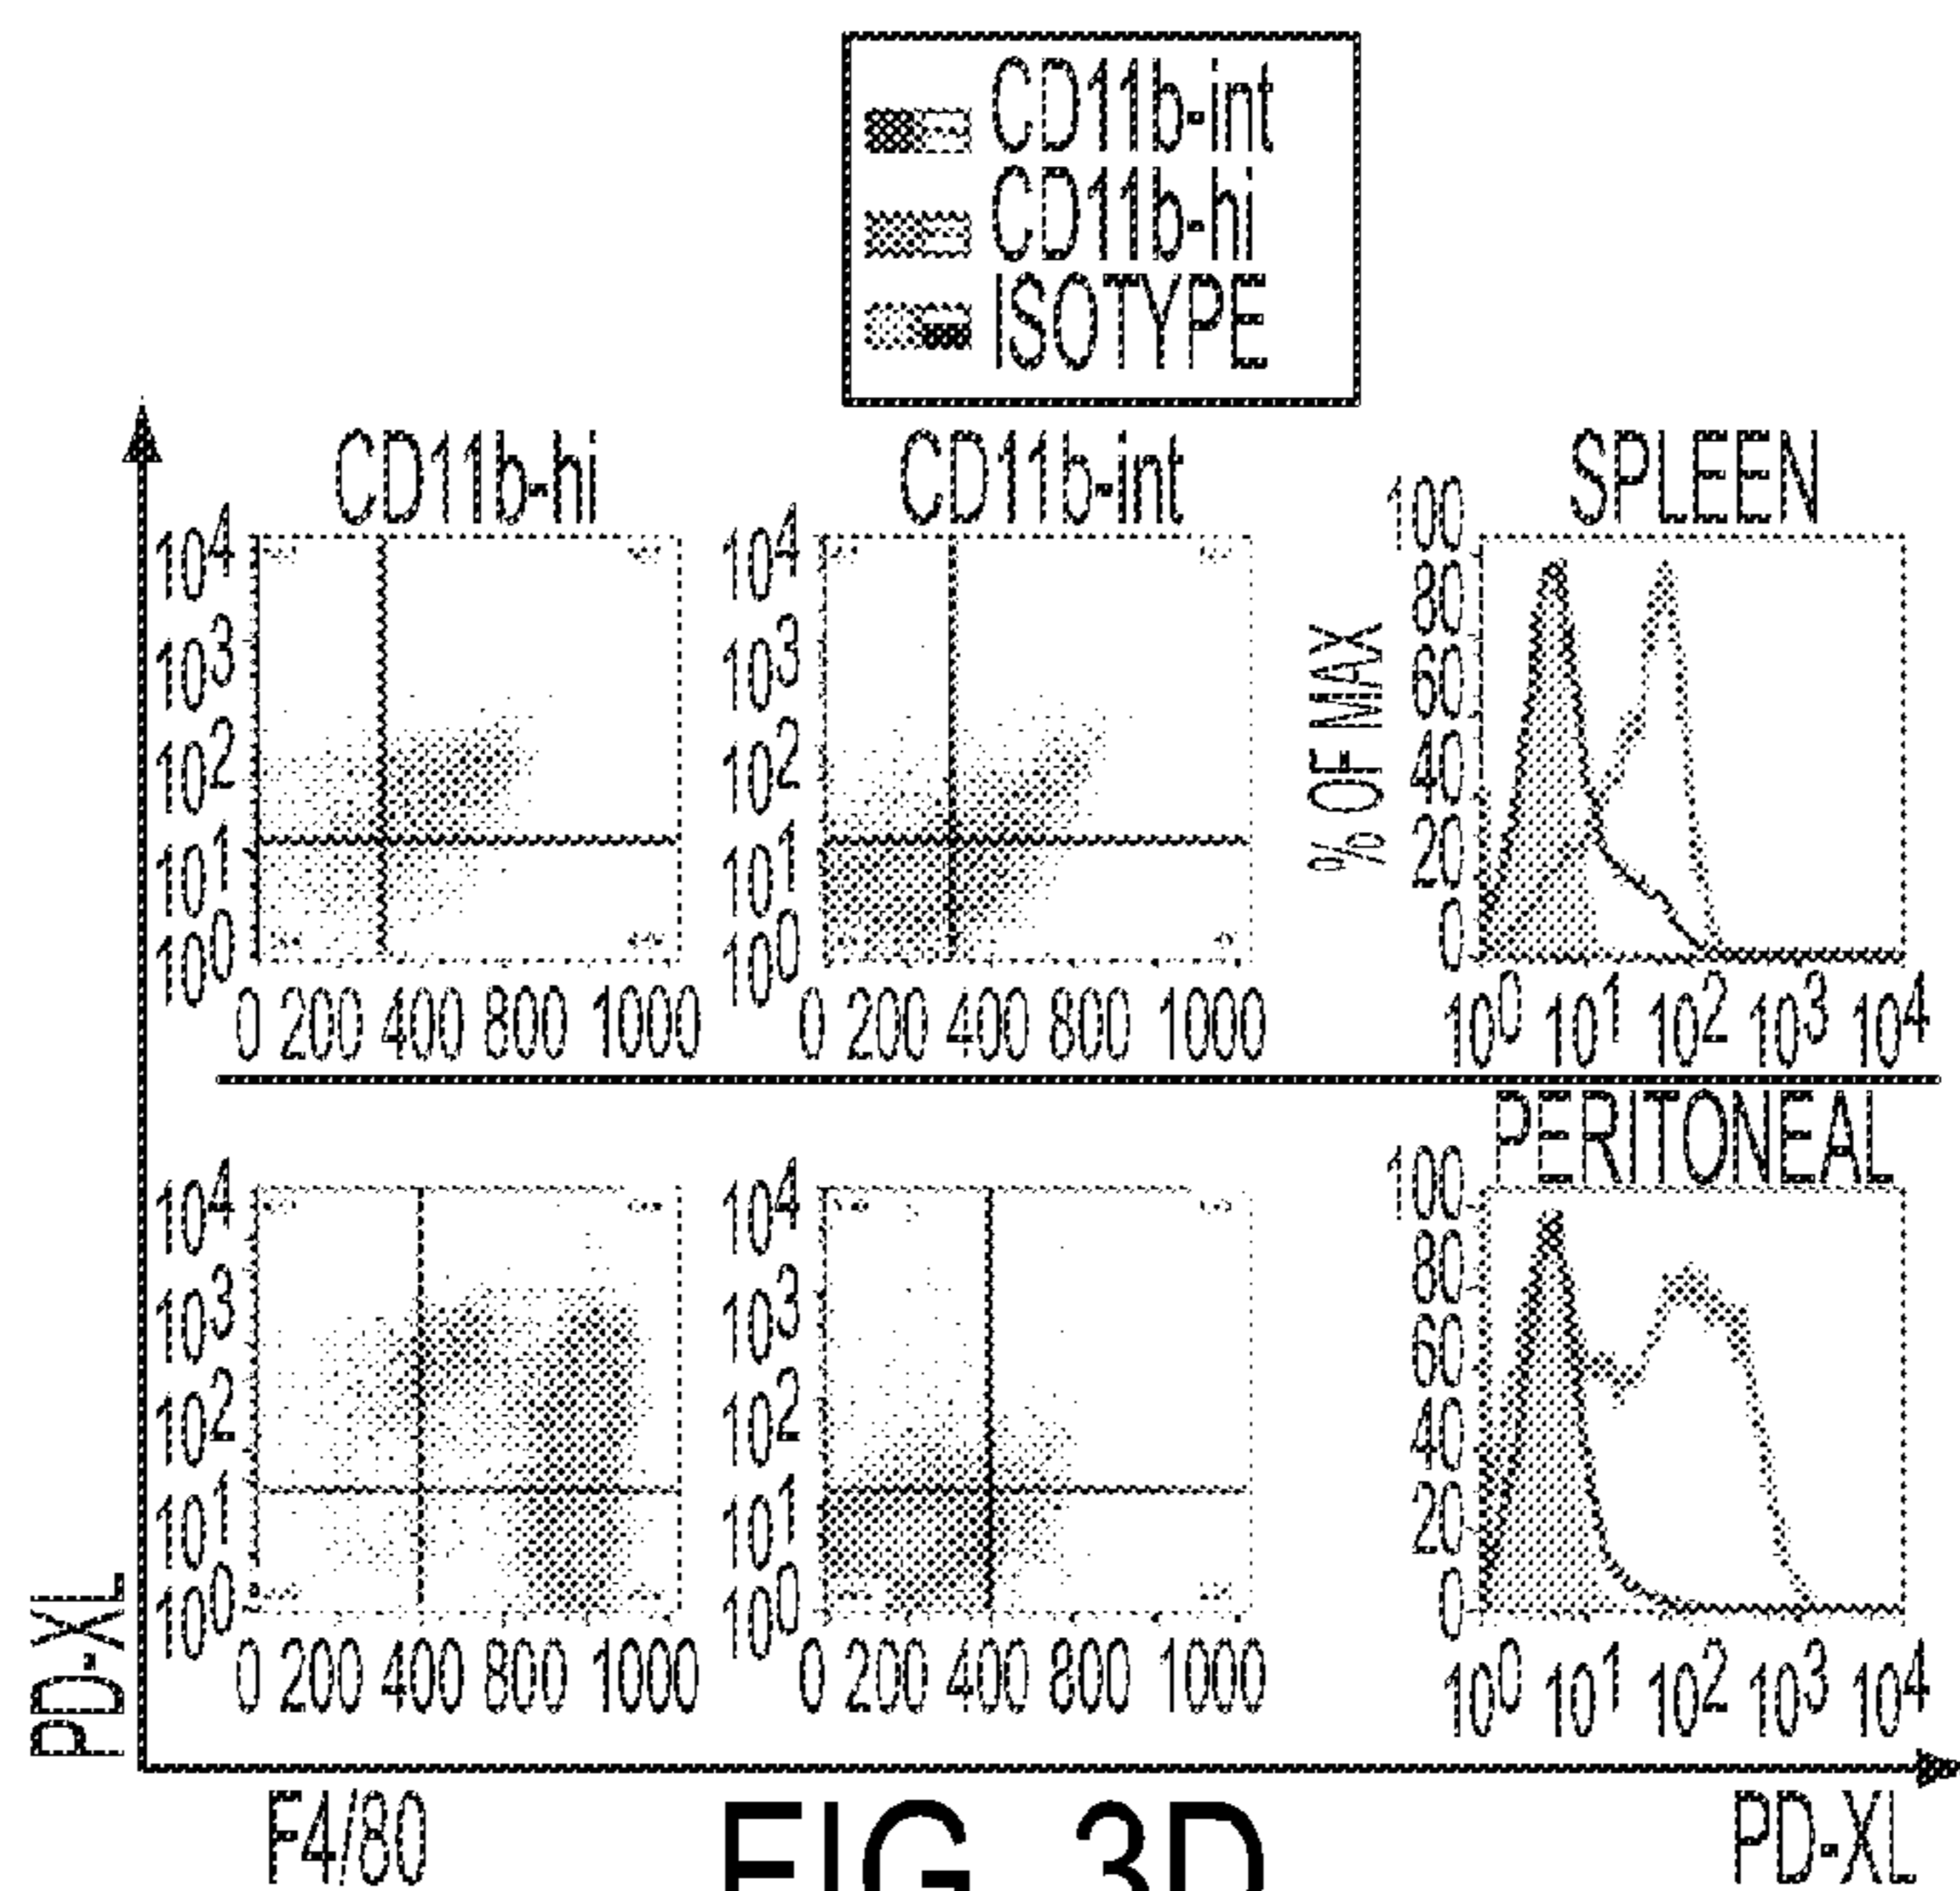 CD11b-int
CD11b-hi
ISOTYPE
CD11b-hi
CD11b-int
SPLEEN
10⁴
10³
10²
10¹
10⁰
0 200 400 800 1000
10⁴
10³
10²
10¹
10⁰
0 200 400 800 1000
% OF MAX
100
80
60
40
20
0
10⁰ 10¹ 10² 10³ 10⁴
PERITONEAL
10⁴
10³
10²
10¹
10⁰
0 200 400 800 1000
10⁴
10³
10²
10¹
10⁰
0 200 400 800 1000
100
80
60
40
20
0
10⁰ 10¹ 10² 10³ 10⁴
PD-XL
F4/80
PD-XL
FIG. 3D